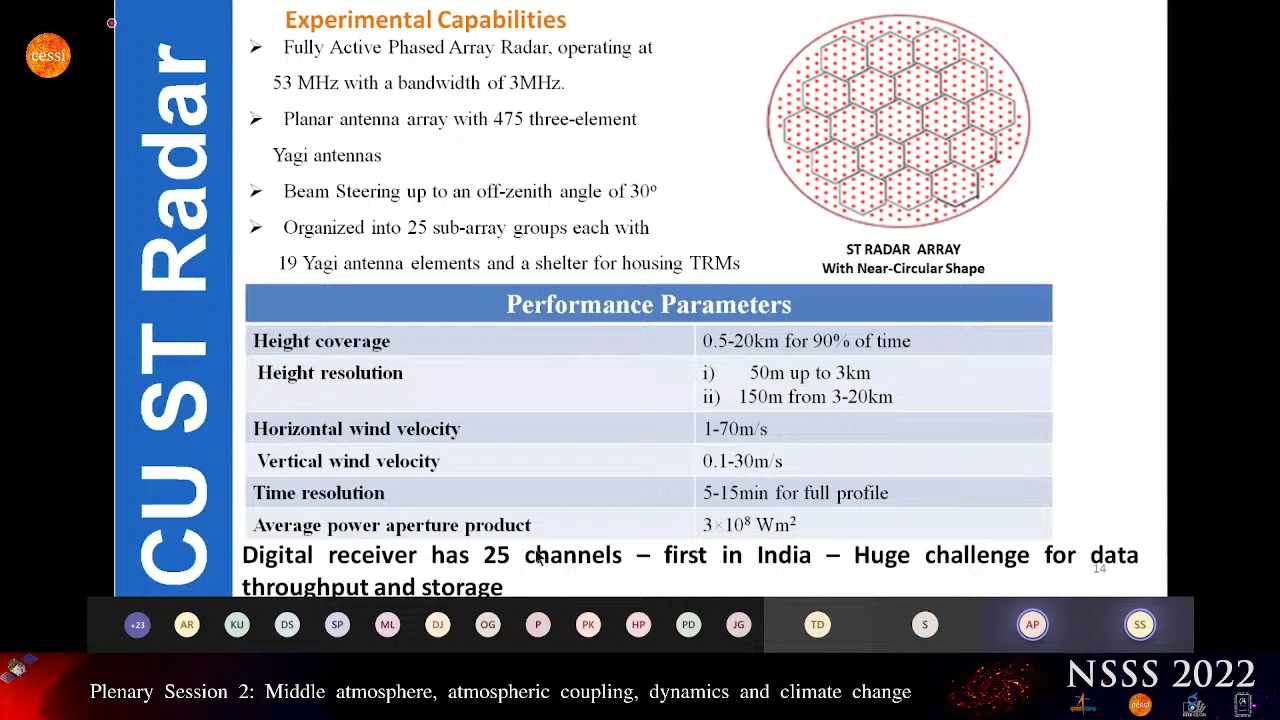 cessi
CU ST Radar
Experimental Capabilities
➢ Fully Active Phased Array Radar, operating at
53 MHz with a bandwidth of 3MHz.
➢ Planar antenna array with 475 three-element
Yagi antennas
➢ Beam Steering up to an off-zenith angle of 30º
➢ Organized into 25 sub-array groups each with
19 Yagi antenna elements and a shelter for housing TRMs
ST RADAR ARRAY
With Near-Circular Shape
Performance Parameters
Height coverage 0.5-20km for 90% of time
Height resolution i) 50m up to 3km
ii) 150m from 3-20km
Horizontal wind velocity 1-70m/s
Vertical wind velocity 0.1-30m/s
Time resolution 5-15min for full profile
Average power aperture product 3×10⁸ Wm²
Digital receiver has 25 channels – first in India – Huge challenge for data
throughput and storage
14
+23 AR KU DS SP ML DJ OG P PK HP PD JG TD S AP SS
Plenary Session 2: Middle atmosphere, atmospheric coupling, dynamics and climate change
NSSS 2022
cessi